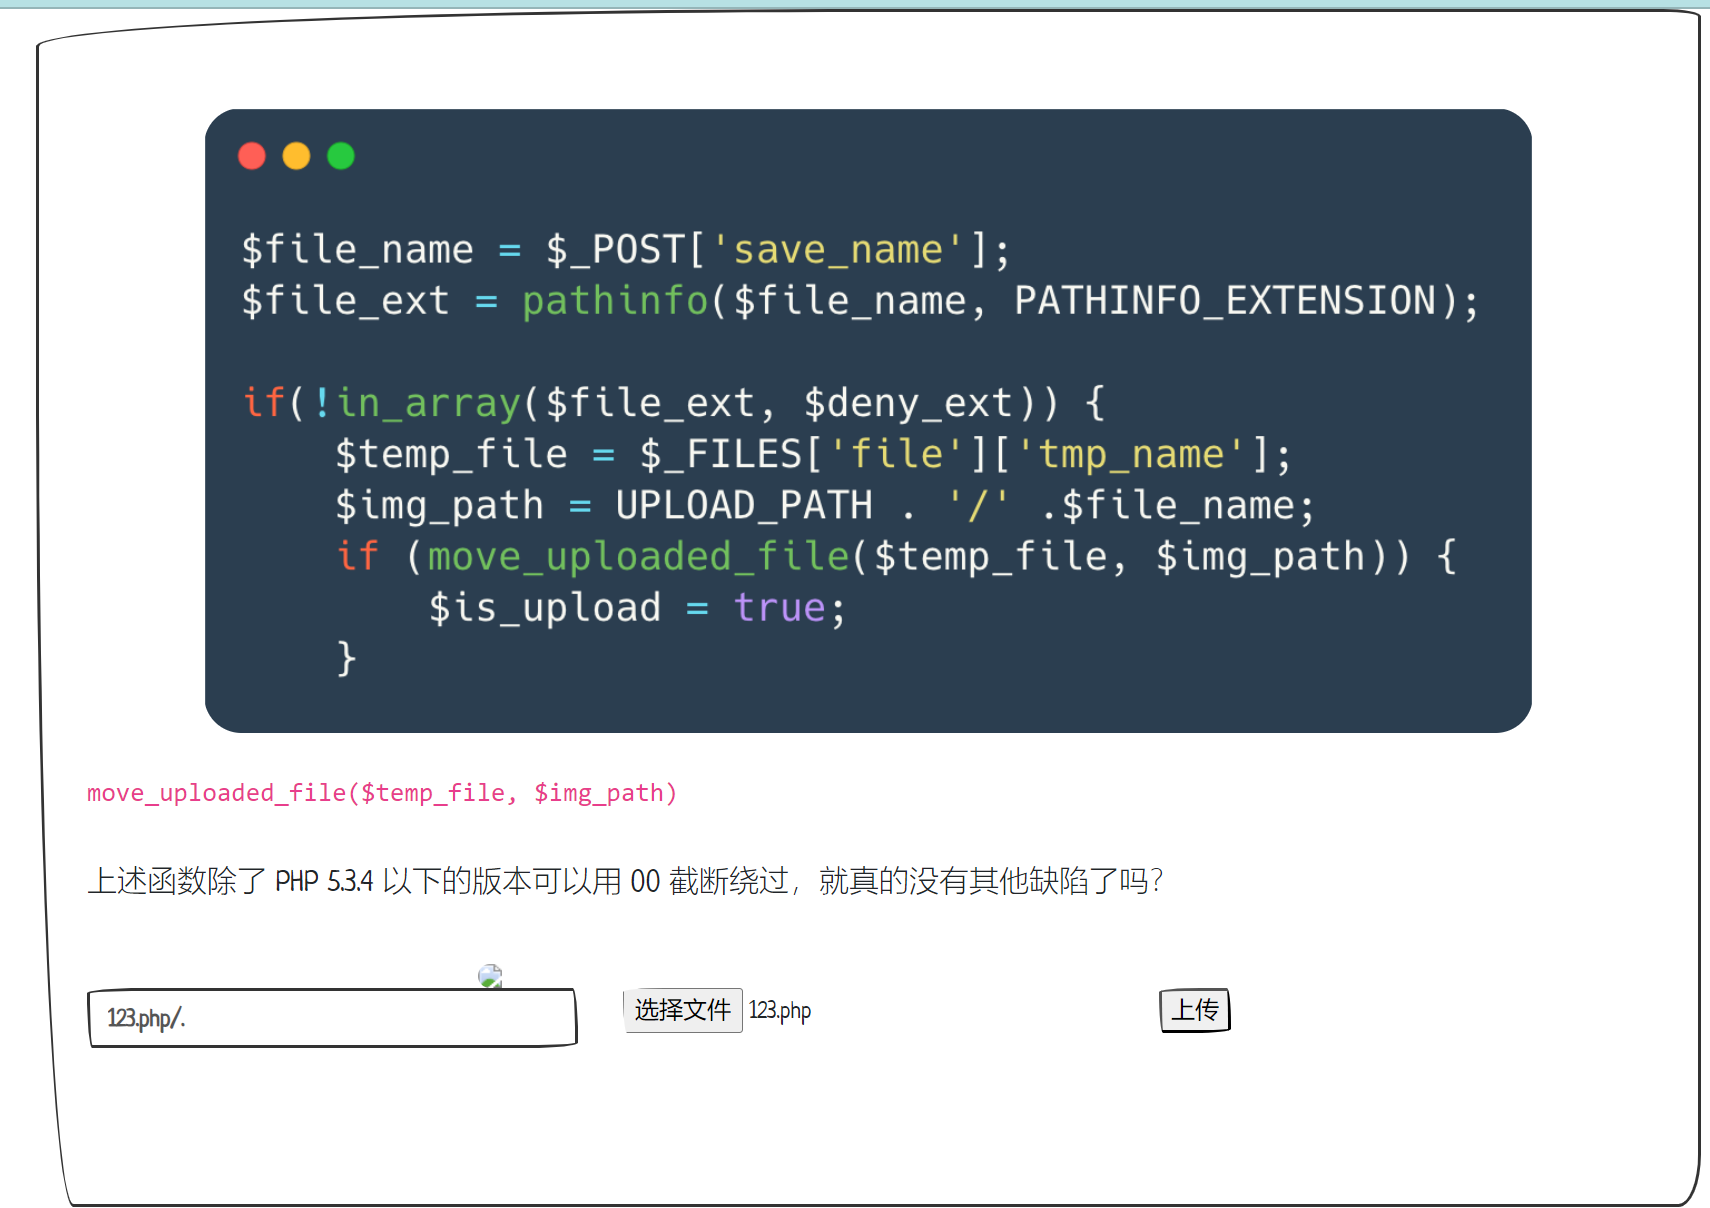 $file_name = $_POST['save_name'];
$file_ext = pathinfo($file_name, PATHINFO_EXTENSION);
if(!in_array($file_ext, $deny_ext)) {
    $temp_file = $_FILES['file']['tmp_name'];
    $img_path = UPLOAD_PATH . '/' .$file_name;
    if (move_uploaded_file($temp_file, $img_path)) {
        $is_upload = true;
    }
move_uploaded_file($temp_file, $img_path)
上述函数除了 PHP 5.3.4 以下的版本可以用 00 截断绕过，就真的没有其他缺陷了吗？
123.php/. 选择文件 123.php 上传